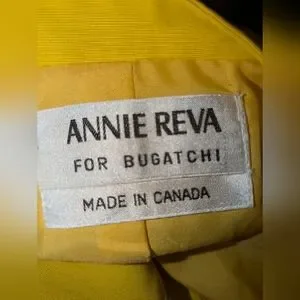 ANNIE REVA
FOR BUGATCHI
MADE IN CANADA